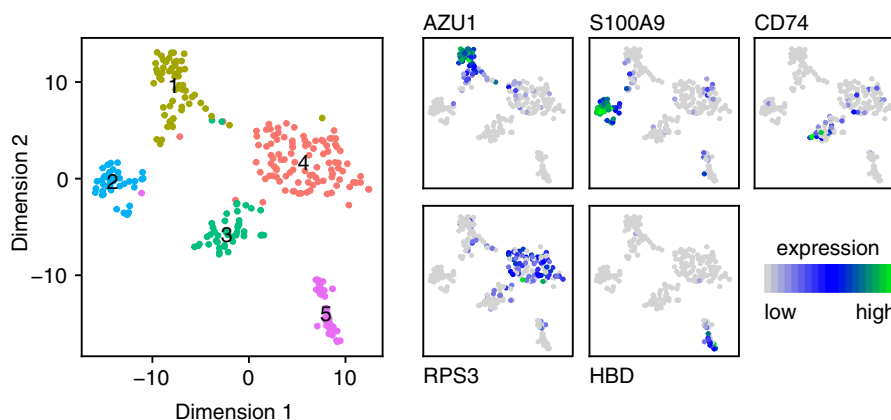 AZU1 S100A9 CD74
Dimension 2
10
0
−10
1
2
3
4
5
−10 0 10
Dimension 1
RPS3 HBD
expression
low high